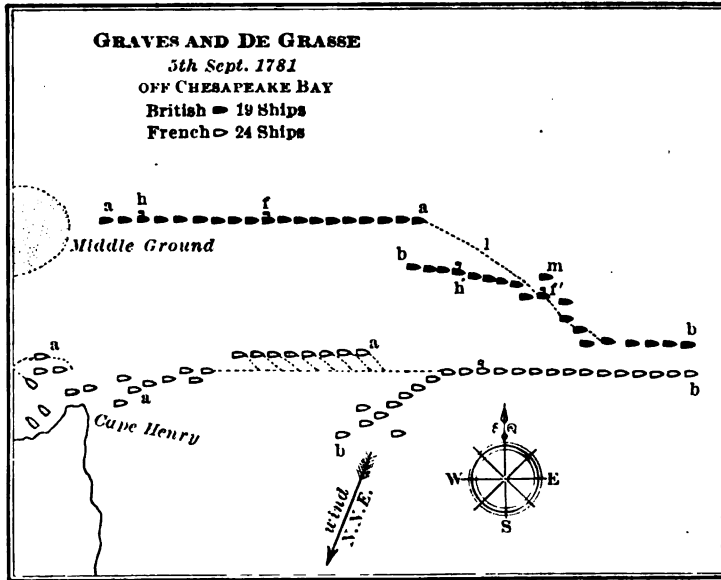 GRAVES AND DE GRASSE
5th Sept. 1781
OFF CHESAPEAKE BAY
British 19 Ships
French 24 Ships
a h f a
Middle Ground
l
b h m f'
b
a a
a
Cape Henry
b
b
wind
N.N.E.
W E
S